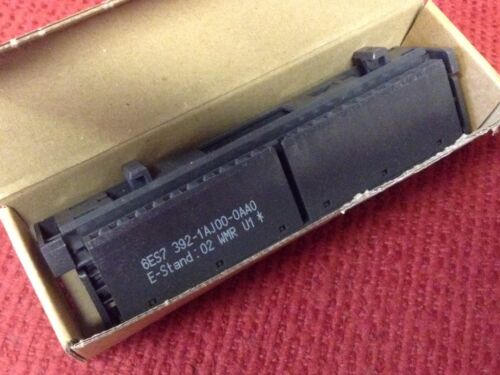 6ES7 392-1AJ00-0AA0
E-Stand: 02 WMR U1 *